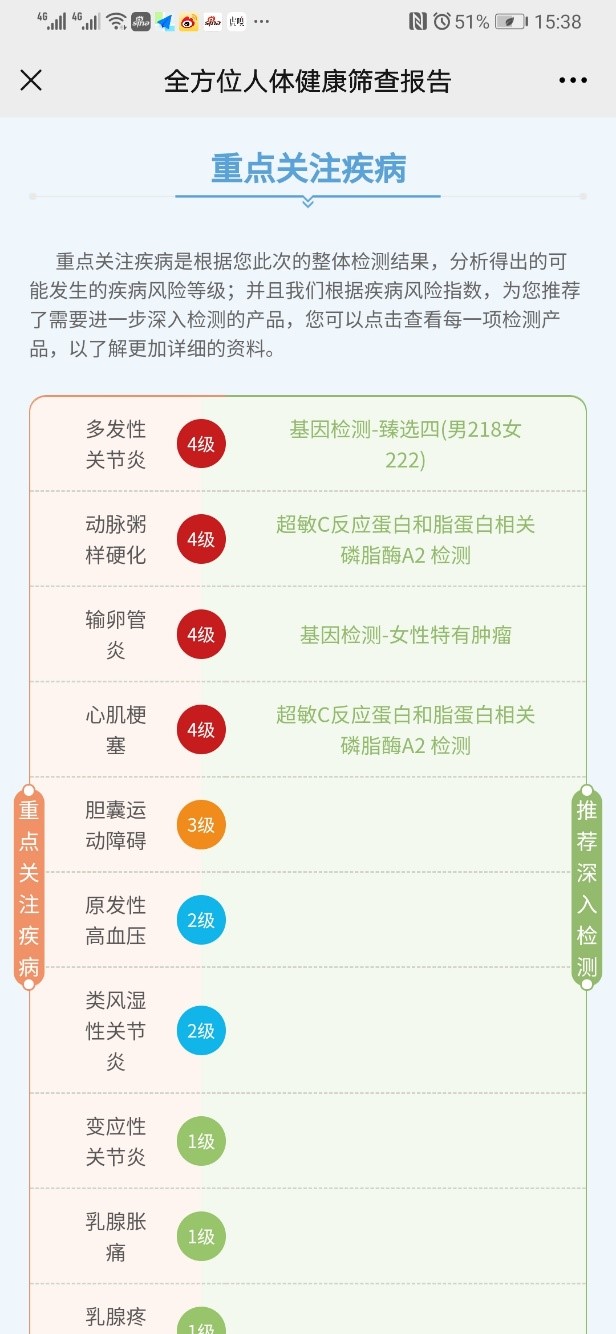 4G 4G 51% 15:38
全方位人体健康筛查报告
重点关注疾病
重点关注疾病是根据您此次的整体检测结果，分析得出的可
能发生的疾病风险等级；并且我们根据疾病风险指数，为您推荐
了需要进一步深入检测的产品，您可以点击查看每一项检测产
品，以了解更加详细的资料。
重点关注疾病
推荐深入检测
多发性
关节炎
4级
基因检测-臻选四(男218女
222)
动脉粥
样硬化
4级
超敏C反应蛋白和脂蛋白相关
磷脂酶A2 检测
输卵管
炎
4级
基因检测-女性特有肿瘤
心肌梗
塞
4级
超敏C反应蛋白和脂蛋白相关
磷脂酶A2 检测
胆囊运
动障碍
3级
原发性
高血压
2级
类风湿
性关节
炎
2级
变应性
关节炎
1级
乳腺胀
痛
1级
乳腺疼
1级